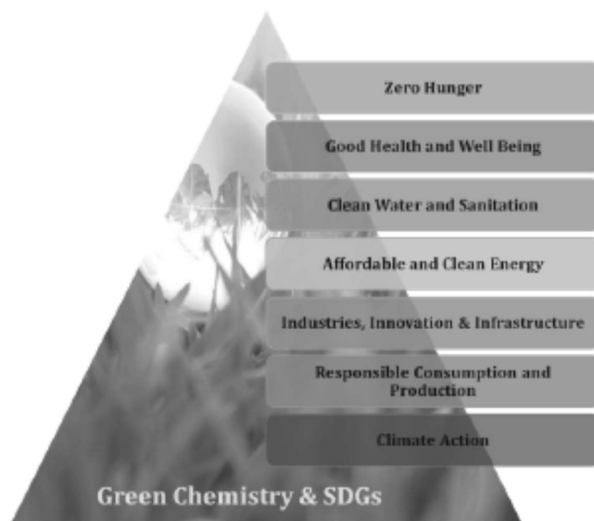 Zero Hunger
Good Health and Well Being
Clean Water and Sanitation
Affordable and Clean Energy
Industries, Innovation & Infrastructure
Responsible Consumption and
Production
Climate Action
Green Chemistry & SDGs